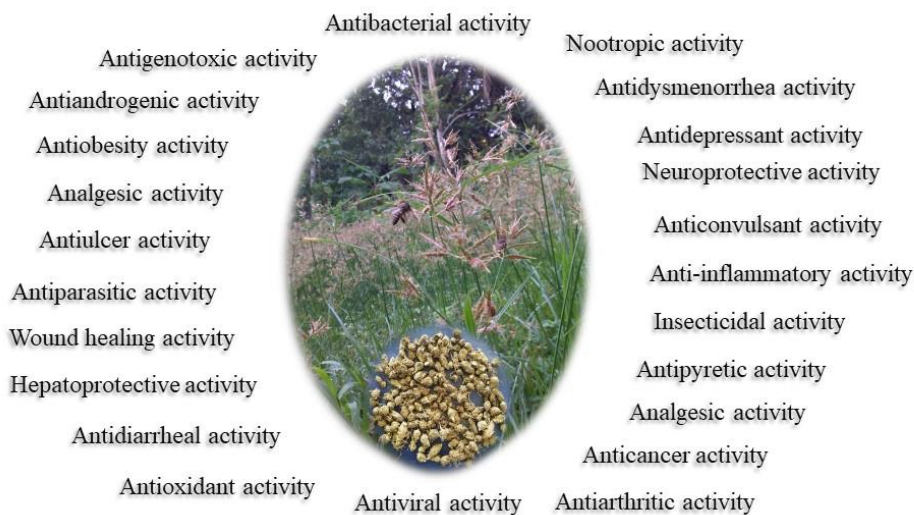 Antibacterial activity
Antigenotoxic activity
Antiandrogenic activity
Antiobesity activity
Analgesic activity
Antiulcer activity
Antiparasitic activity
Wound healing activity
Hepatoprotective activity
Antidiarrheal activity
Antioxidant activity
Antiviral activity
Nootropic activity
Antidysmenorrhea activity
Antidepressant activity
Neuroprotective activity
Anticonvulsant activity
Anti-inflammatory activity
Insecticidal activity
Antipyretic activity
Analgesic activity
Anticancer activity
Antiarthritic activity